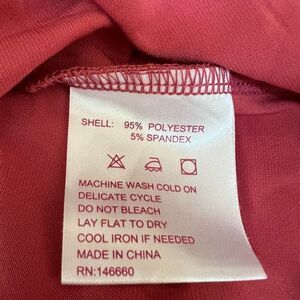 SHELL: 95% POLYESTER
5% SPANDEX
MACHINE WASH COLD ON
DELICATE CYCLE
DO NOT BLEACH
LAY FLAT TO DRY
COOL IRON IF NEEDED
MADE IN CHINA
RN:146660